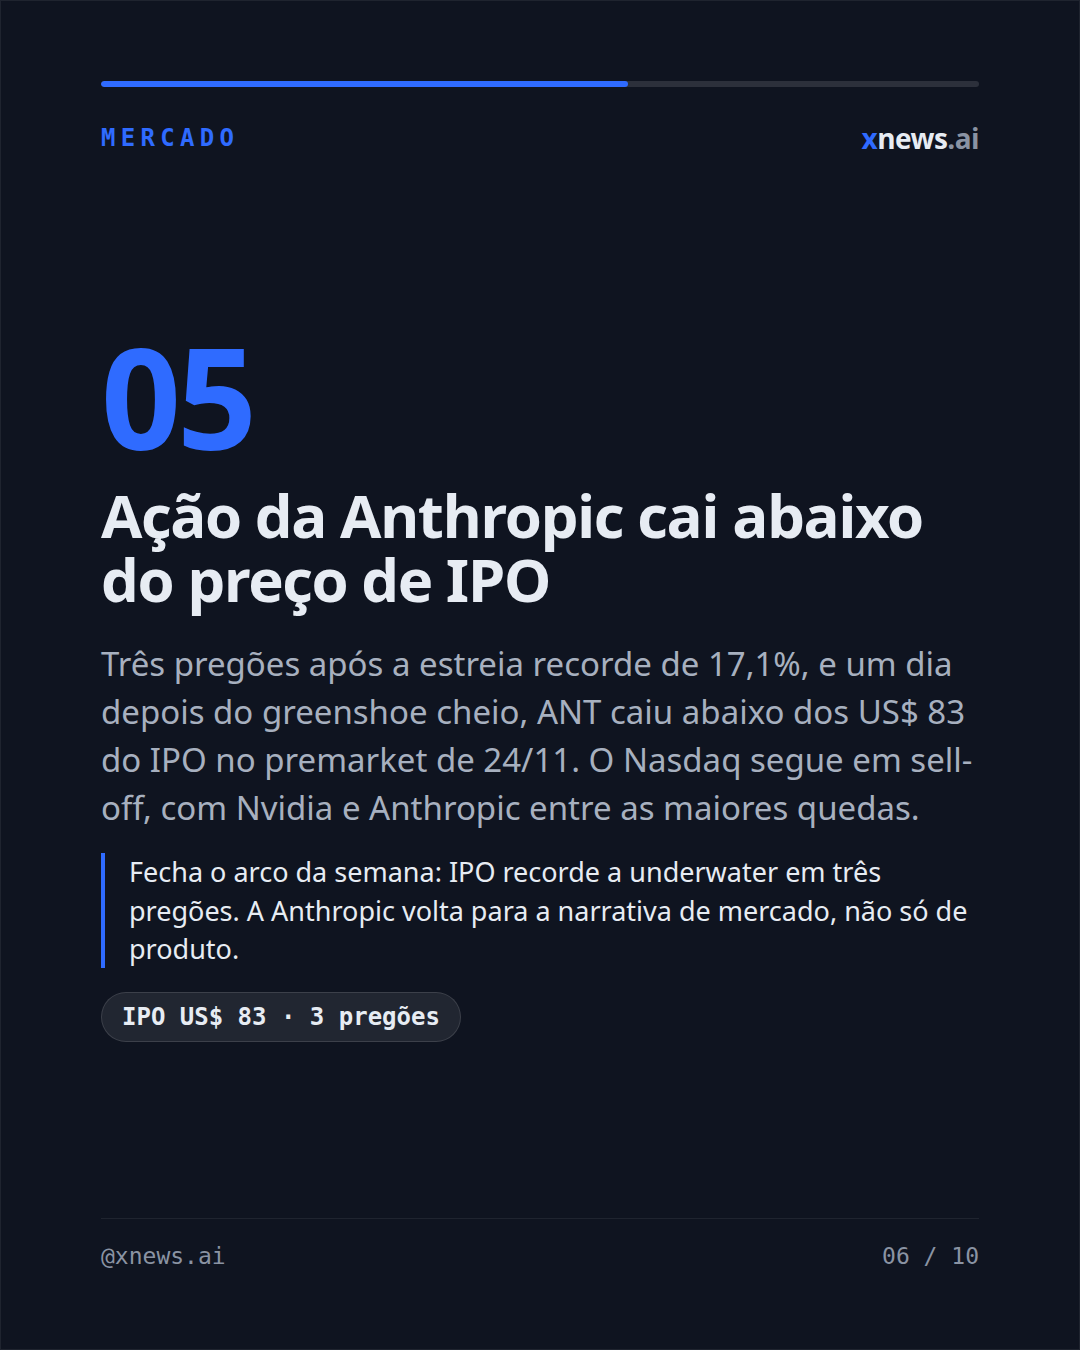 MERCADO
xnews.ai
05
Ação da Anthropic cai abaixo
do preço de IPO
Três pregões após a estreia recorde de 17,1%, e um dia
depois do greenshoe cheio, ANT caiu abaixo dos US$ 83
do IPO no premarket de 24/11. O Nasdaq segue em sell-
off, com Nvidia e Anthropic entre as maiores quedas.
Fecha o arco da semana: IPO recorde a underwater em três
pregões. A Anthropic volta para a narrativa de mercado, não só de
produto.
IPO US$ 83 · 3 pregões
@xnews.ai
06 / 10